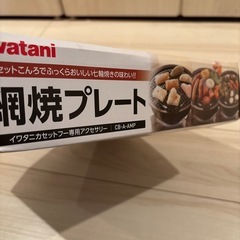 watani
セットこんろでふっくらおいしい七輪焼きの味わい!!
網焼プレート
イワタニカセットフー専用アクセサリー CB-A-AMP